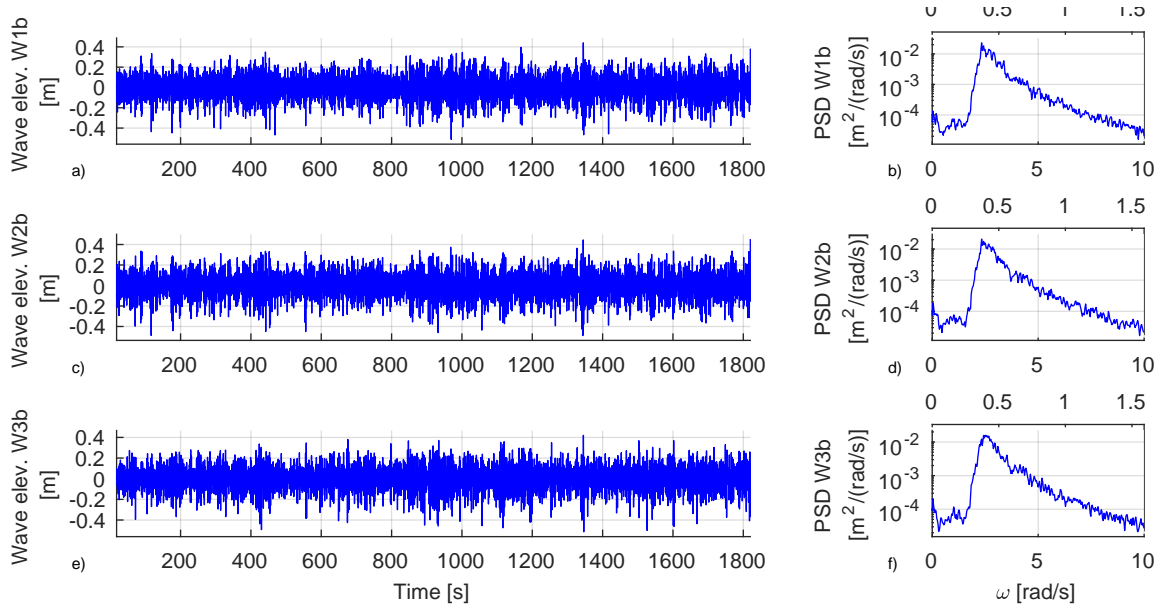 0 0.5 1 1.5
Wave elev. W1b
[m]
0.4
0.2
0
-0.2
-0.4
a)
200 400 600 800 1000 1200 1400 1600 1800
PSD W1b
[m²/(rad/s)]
10⁻²
10⁻³
10⁻⁴
b)
0 5 10
0 0.5 1 1.5
Wave elev. W2b
[m]
0.4
0.2
0
-0.2
-0.4
c)
200 400 600 800 1000 1200 1400 1600 1800
PSD W2b
[m²/(rad/s)]
10⁻²
10⁻³
10⁻⁴
d)
0 5 10
0 0.5 1 1.5
Wave elev. W3b
[m]
0.4
0.2
0
-0.2
-0.4
e)
200 400 600 800 1000 1200 1400 1600 1800
Time [s]
PSD W3b
[m²/(rad/s)]
10⁻²
10⁻³
10⁻⁴
f)
0 5 10
ω [rad/s]